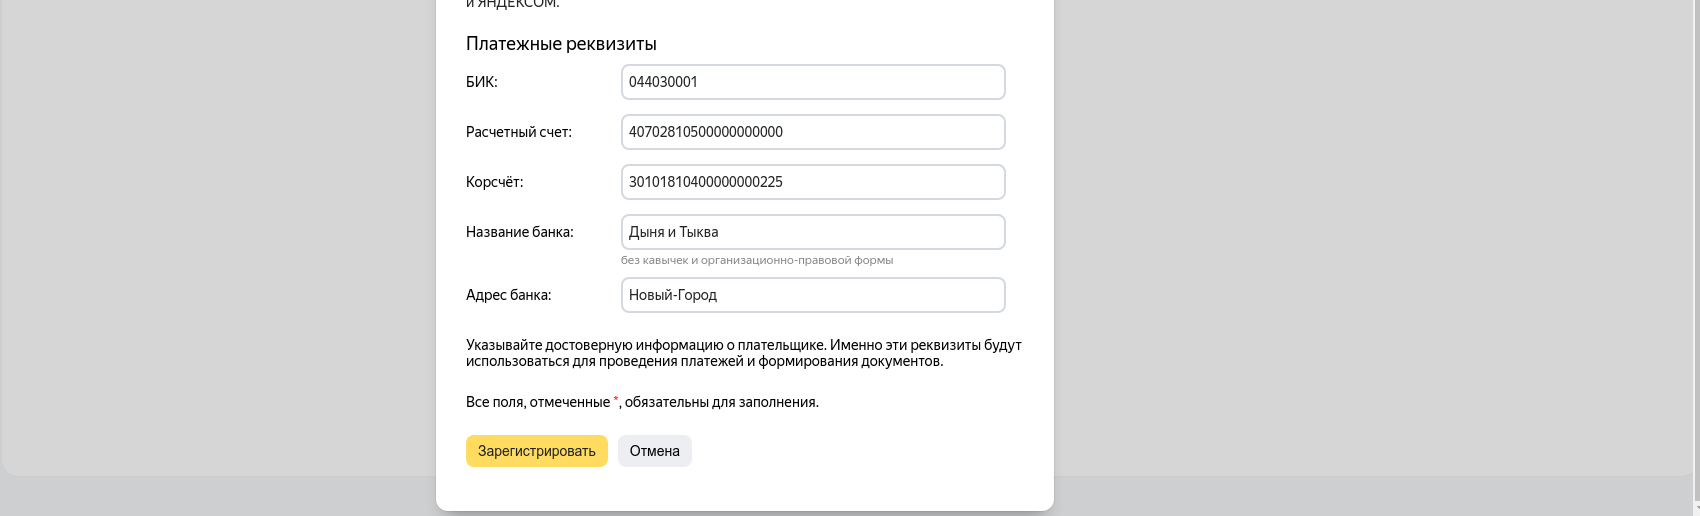 и ЯНДЕКСОМ.
Платежные реквизиты
БИК: 044030001
Расчетный счет: 40702810500000000000
Корсчёт: 30101810400000000225
Название банка: Дыня и Тыква
без кавычек и организационно-правовой формы
Адрес банка: Новый-Город
Указывайте достоверную информацию о плательщике. Именно эти реквизиты будут
использоваться для проведения платежей и формирования документов.
Все поля, отмеченные *, обязательны для заполнения.
Зарегистрировать Отмена